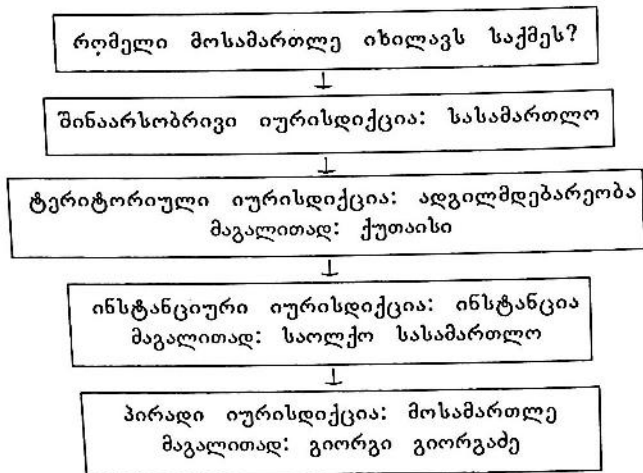 რომელი მოსამართლე იხილავს საქმეს?
შინაარსობრივი იურისდიქცია: სასამართლო
ტერიტორიული იურისდიქცია: ადგილმდებარეობა
მაგალითად: ქუთაისი
ინსტანციური იურისდიქცია: ინსტანცია
მაგალითად: საოლქო სასამართლო
პირადი იურისდიქცია: მოსამართლე
მაგალითად: გიორგი გიორგაძე